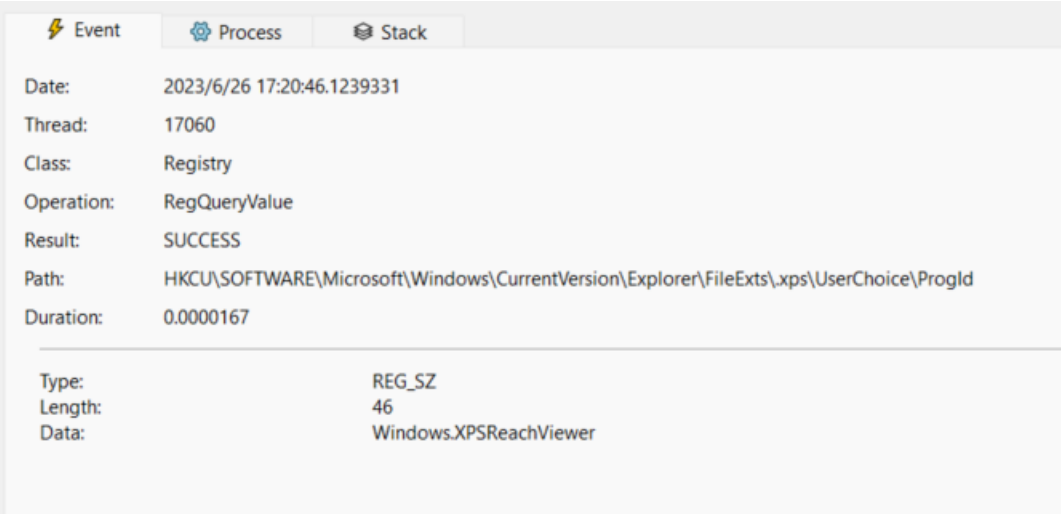 Event Process Stack
Date: 2023/6/26 17:20:46.1239331
Thread: 17060
Class: Registry
Operation: RegQueryValue
Result: SUCCESS
Path: HKCU\SOFTWARE\Microsoft\Windows\CurrentVersion\Explorer\FileExts\.xps\UserChoice\ProgId
Duration: 0.0000167
Type: REG_SZ
Length: 46
Data: Windows.XPSReachViewer